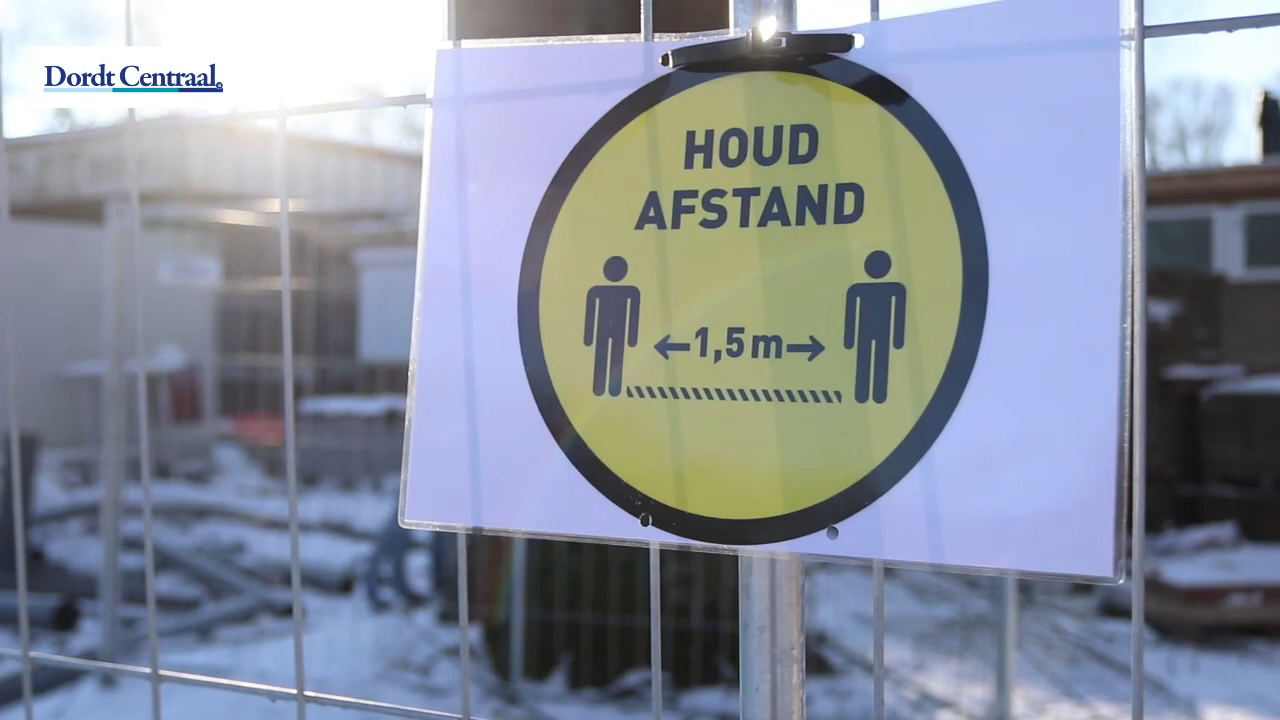 Dordt Centraal.
HOUD
AFSTAND
←1,5m→